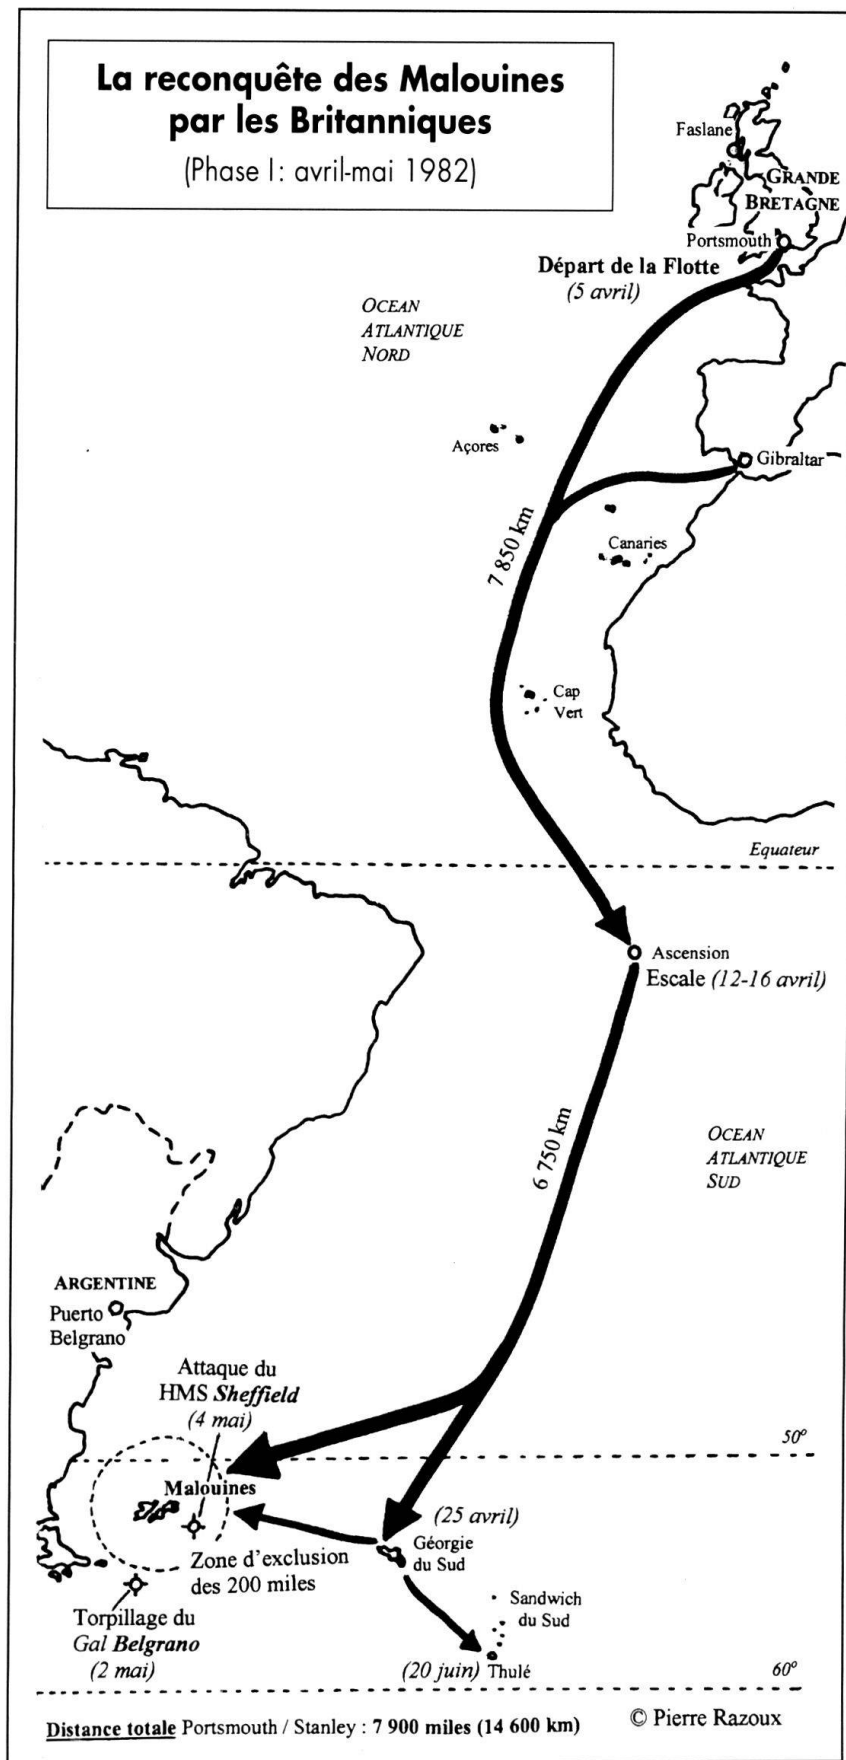 La reconquête des Malouines
par les Britanniques
(Phase I : avril-mai 1982)
Faslane
GRANDE
BRETAGNE
Portsmouth
Départ de la Flotte
(5 avril)
OCEAN
ATLANTIQUE
NORD
Açores
Gibraltar
7 850 km
Canaries
Cap
Vert
Equateur
Ascension
Escale (12-16 avril)
6 750 km
OCEAN
ATLANTIQUE
SUD
ARGENTINE
Puerto
Belgrano
Attaque du
HMS Sheffield
(4 mai)
50º
Malouines
(25 avril)
Géorgie
du Sud
Zone d'exclusion
des 200 miles
Sandwich
du Sud
Torpillage du
Gal Belgrano
(2 mai)
(20 juin) Thulé
60º
Distance totale Portsmouth / Stanley : 7 900 miles (14 600 km)
© Pierre Razoux